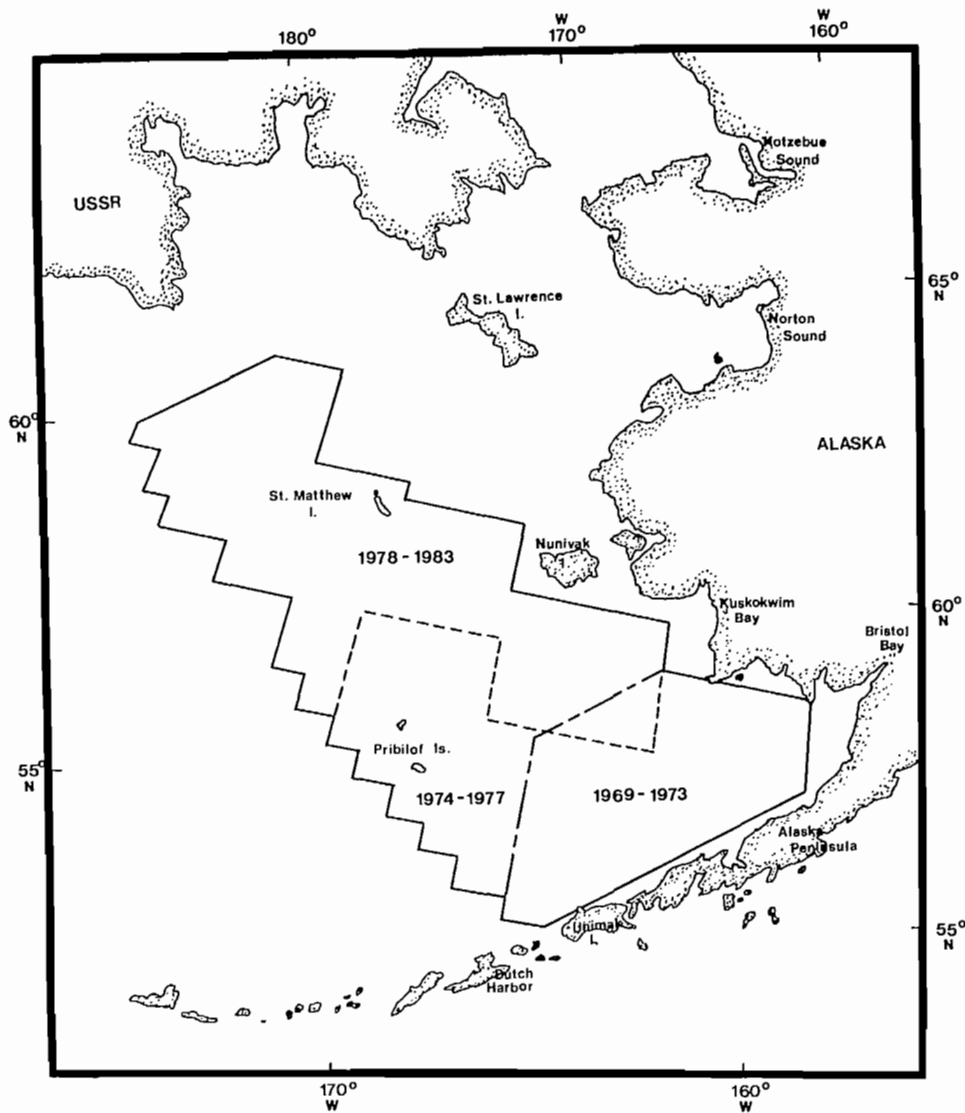 W
W
180°
170°
160°
Kotzebue
Sound
USSR
65°
N
St. Lawrence
I.
Norton
Sound
60°
N
ALASKA
St. Matthew
I.
Nunivak
I.
1978 - 1983
60°
N
Kuskokwim
Bay
Bristol
Bay
Pribilof Is.
55°
N
1974 - 1977
1969 - 1973
Alaska
Peninsula
Unimak
I.
55°
N
Dutch
Harbor
170°
W
160°
W